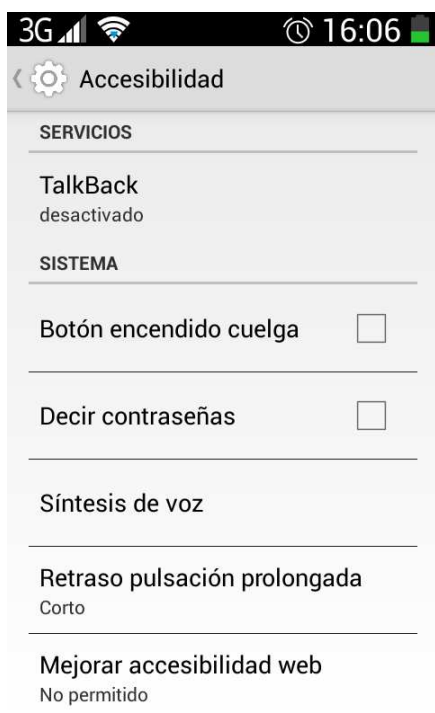 3G 16:06
Accesibilidad
SERVICIOS
TalkBack
desactivado
SISTEMA
Botón encendido cuelga
Decir contraseñas
Síntesis de voz
Retraso pulsación prolongada
Corto
Mejorar accesibilidad web
No permitido